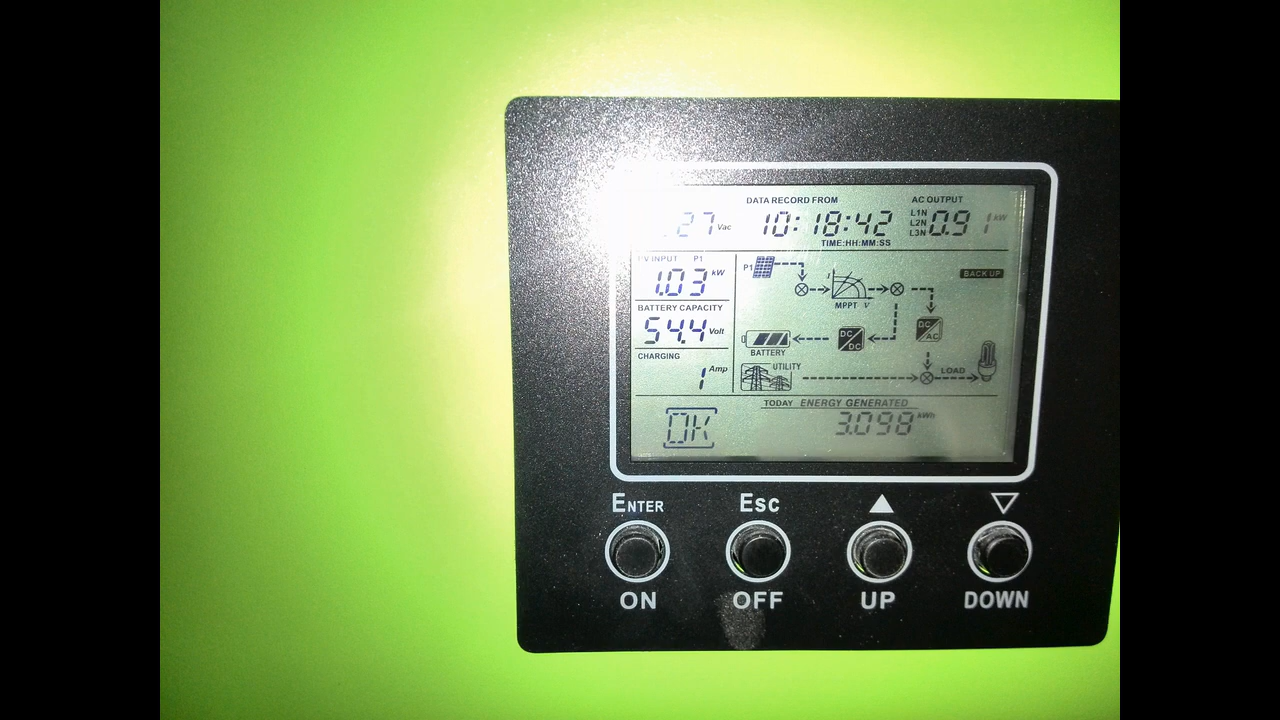 DATA RECORD FROM
AC OUTPUT
27 Vac
10:18:42
L1N
L2N
L3N
0.91 kW
TIME:HH:MM:SS
PV INPUT P1
1.03 kW
P1
BACK UP
MPPT V
BATTERY CAPACITY
54.4 Volt
DC/AC
DC/DC
BATTERY
CHARGING
1 Amp
UTILITY
LOAD
TODAY ENERGY GENERATED
OK
3.098 kWh
ENTER
ESC
ON
OFF
UP
DOWN